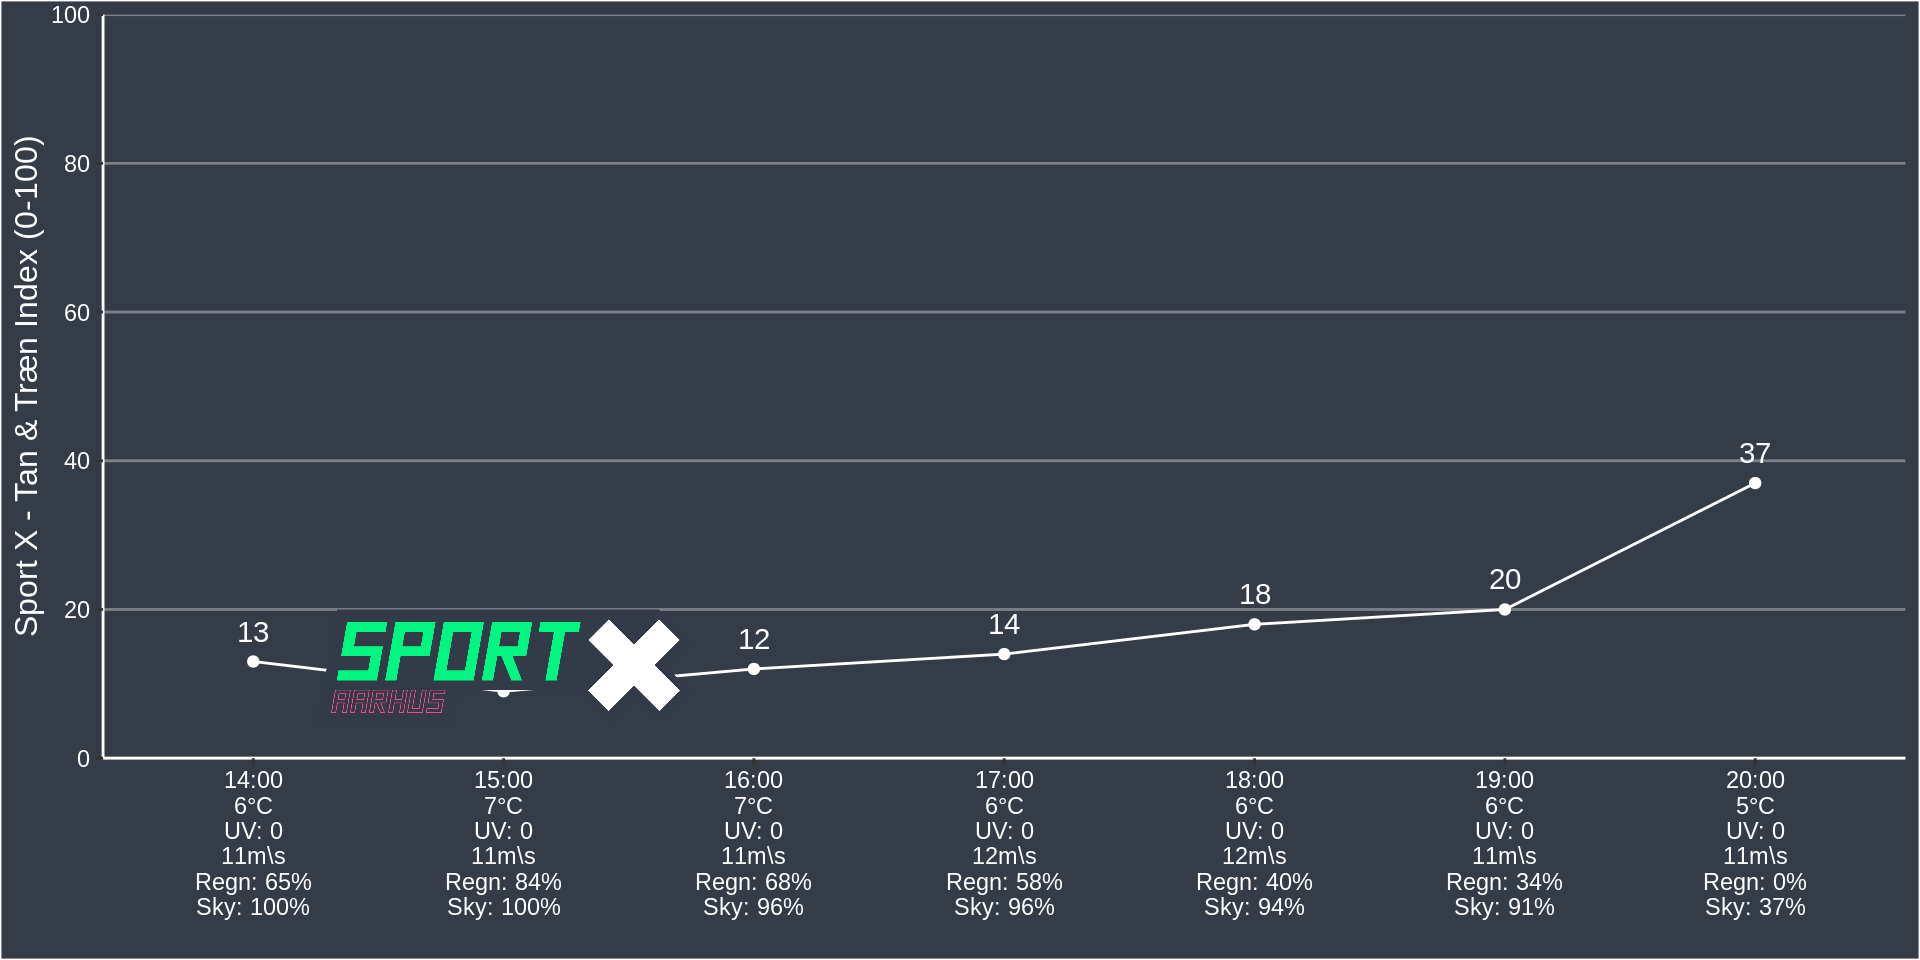 Sport X - Tan & Træn Index (0-100)
100
80
60
40
20
0
13
12
14
18
20
37
SPORT X
AARHUS
14:00
6°C
UV: 0
11m\s
Regn: 65%
Sky: 100%
15:00
7°C
UV: 0
11m\s
Regn: 84%
Sky: 100%
16:00
7°C
UV: 0
11m\s
Regn: 68%
Sky: 96%
17:00
6°C
UV: 0
12m\s
Regn: 58%
Sky: 96%
18:00
6°C
UV: 0
12m\s
Regn: 40%
Sky: 94%
19:00
6°C
UV: 0
11m\s
Regn: 34%
Sky: 91%
20:00
5°C
UV: 0
11m\s
Regn: 0%
Sky: 37%